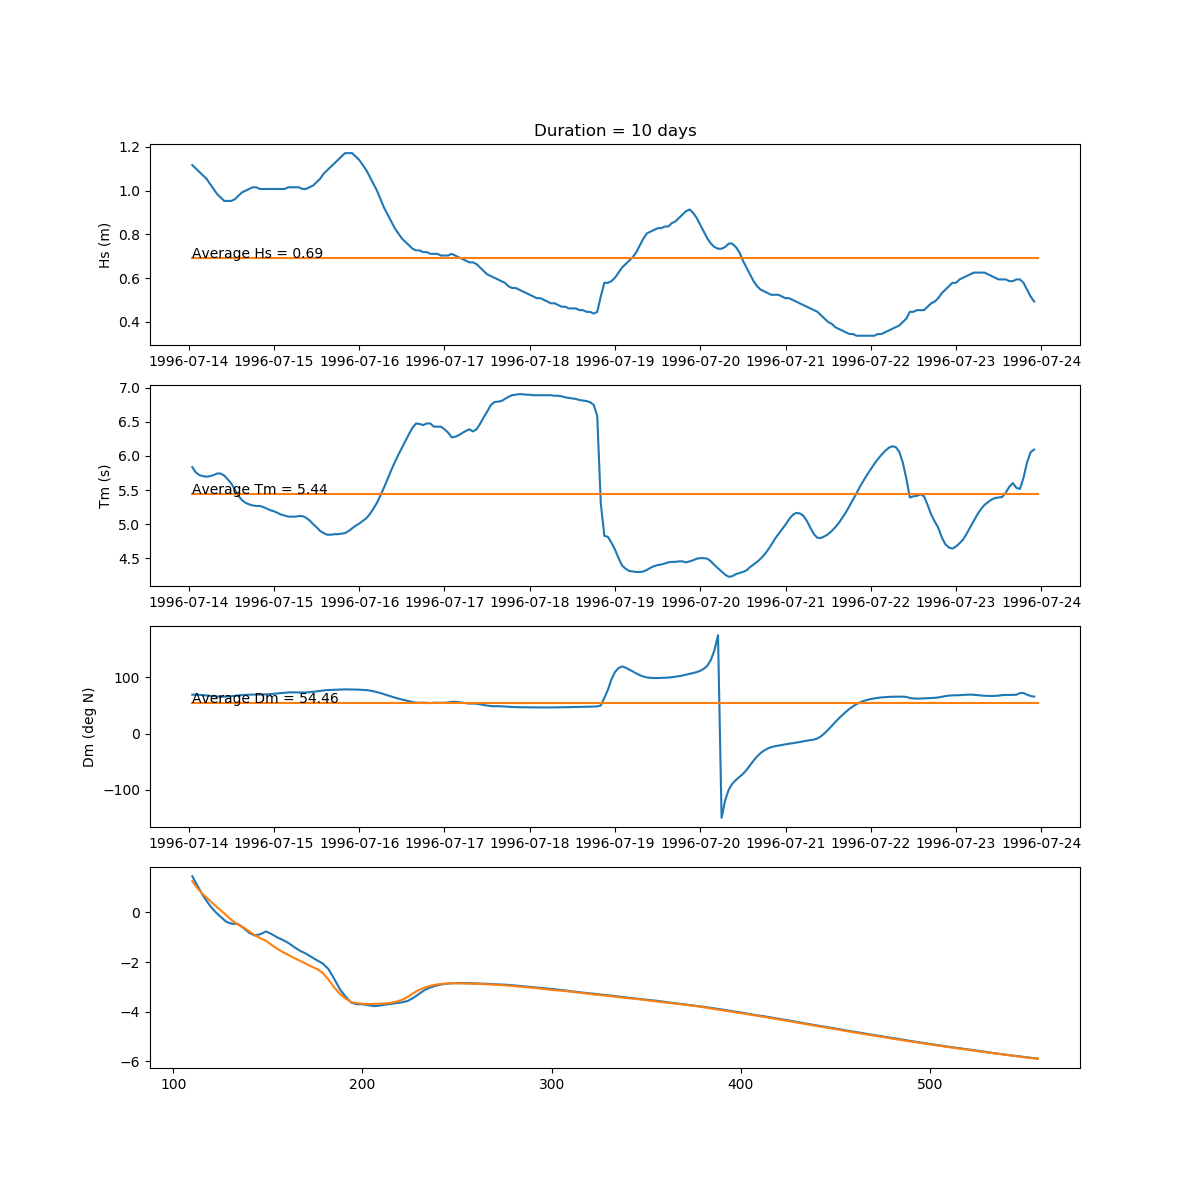 Duration = 10 days
1.2
1.0
0.8
0.6
0.4
Hs (m)
Average Hs = 0.69
1996-07-14 1996-07-15 1996-07-16 1996-07-17 1996-07-18 1996-07-19 1996-07-20 1996-07-21 1996-07-22 1996-07-23 1996-07-24
7.0
6.5
6.0
5.5
5.0
4.5
Tm (s)
Average Tm = 5.44
1996-07-14 1996-07-15 1996-07-16 1996-07-17 1996-07-18 1996-07-19 1996-07-20 1996-07-21 1996-07-22 1996-07-23 1996-07-24
100
0
−100
Dm (deg N)
Average Dm = 54.46
1996-07-14 1996-07-15 1996-07-16 1996-07-17 1996-07-18 1996-07-19 1996-07-20 1996-07-21 1996-07-22 1996-07-23 1996-07-24
0
−2
−4
−6
100 200 300 400 500